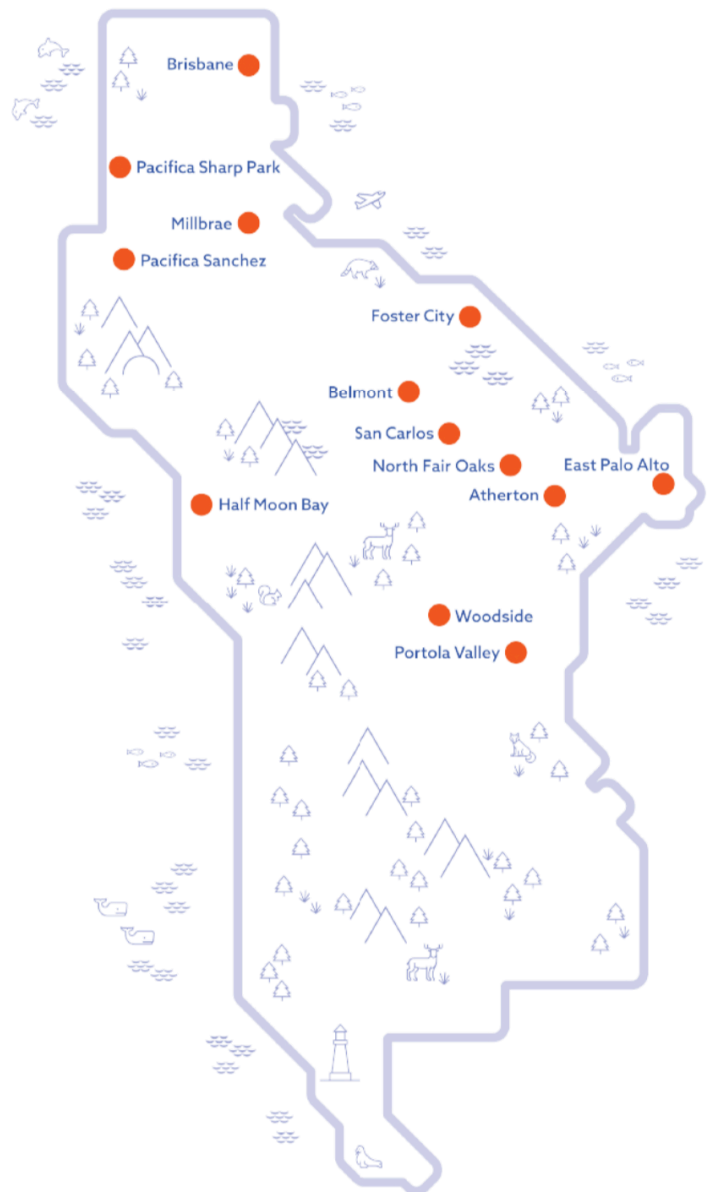 Brisbane
Pacifica Sharp Park
Millbrae
Pacifica Sanchez
Foster City
Belmont
San Carlos
North Fair Oaks
East Palo Alto
Atherton
Half Moon Bay
Woodside
Portola Valley